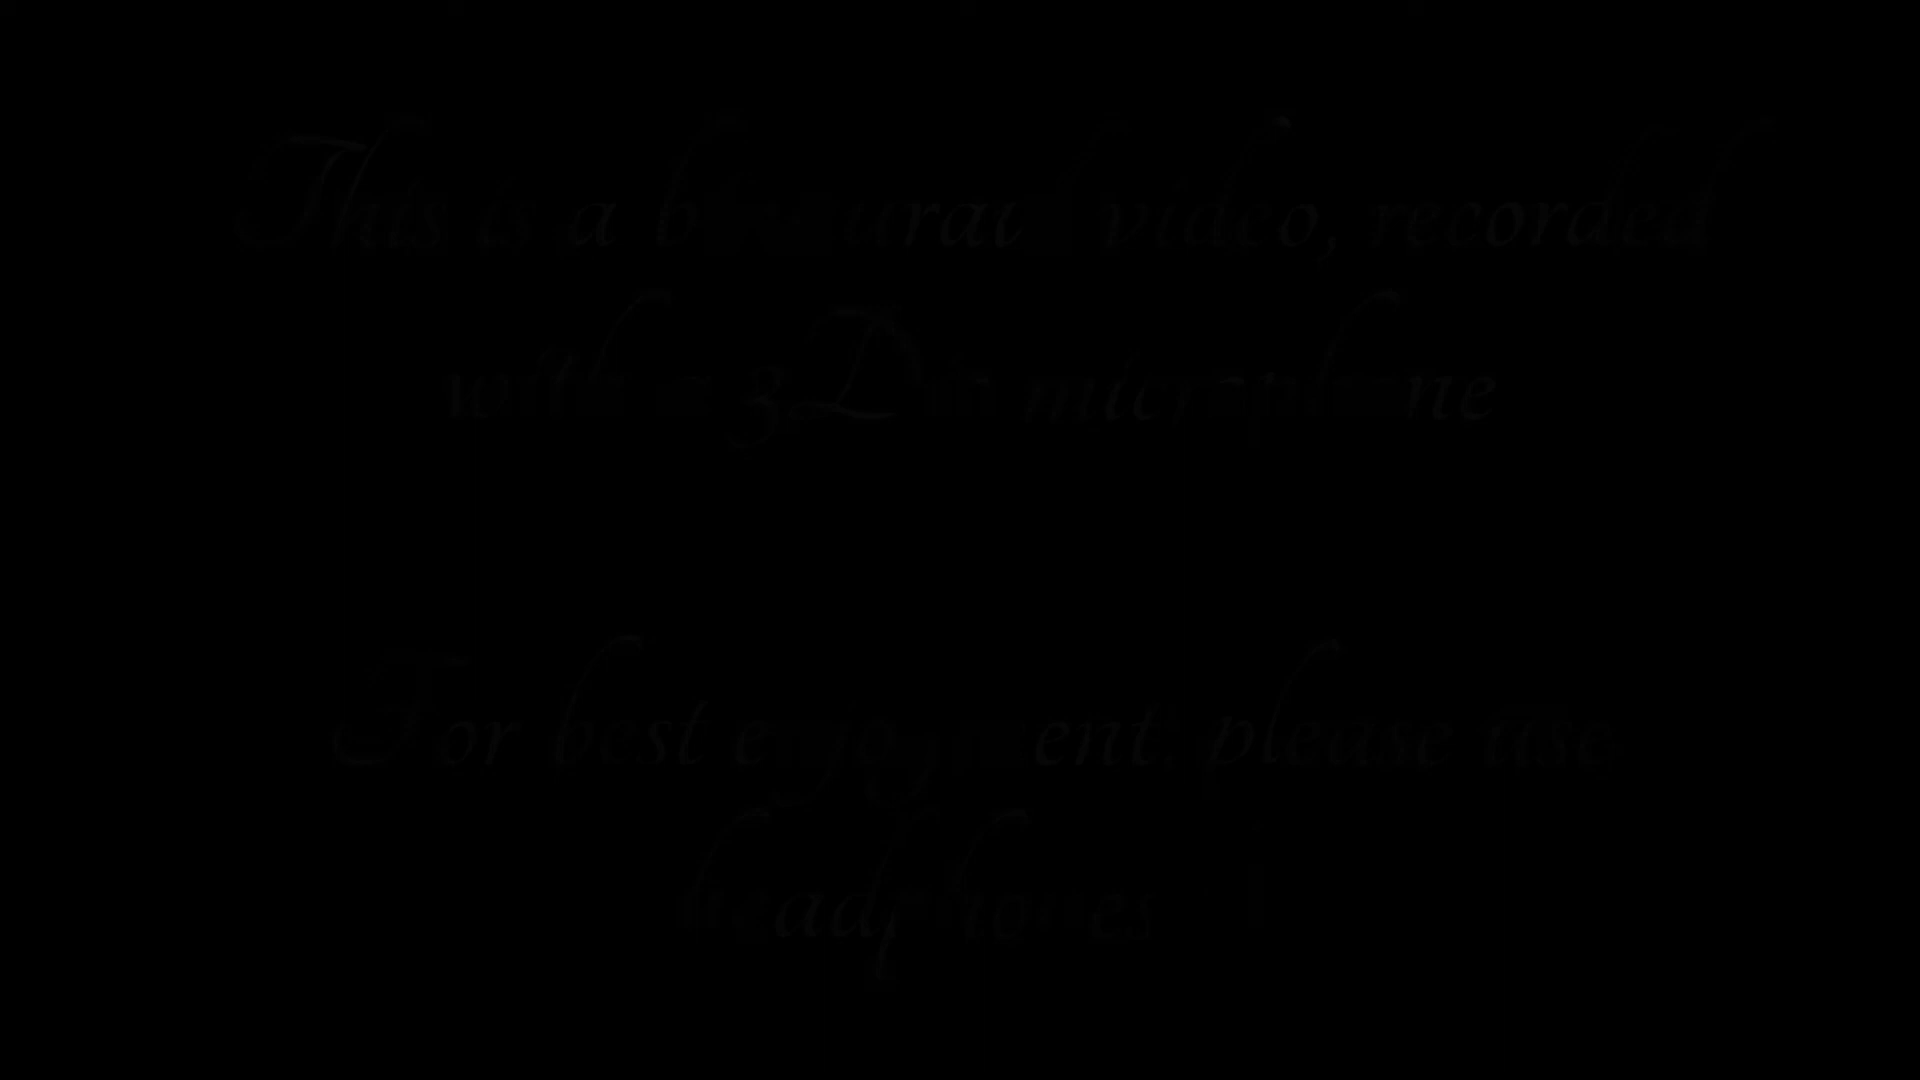 This is a binaural video, recorded
with a 3Dio microphone
For best enjoyment: please use
headphones